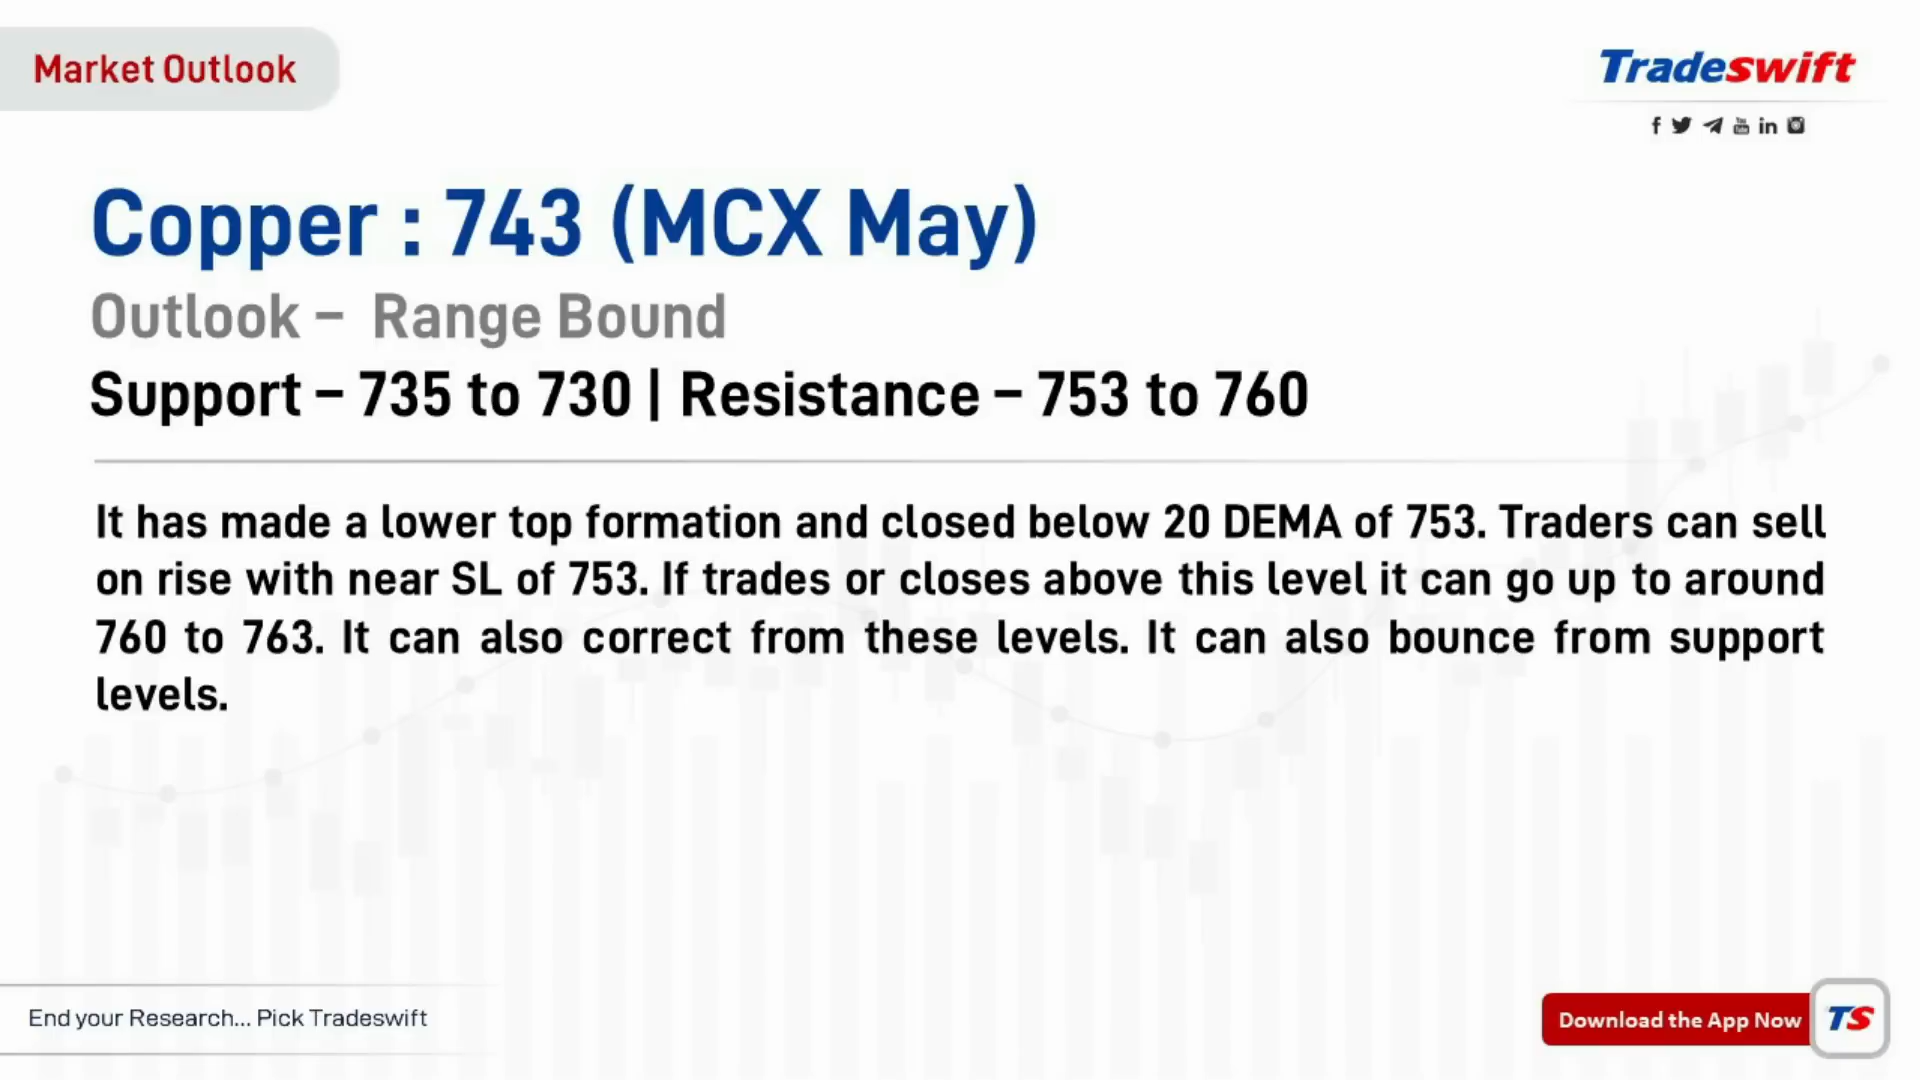 Market Outlook
Tradeswift
Copper : 743 (MCX May)
Outlook – Range Bound
Support – 735 to 730 | Resistance – 753 to 760
It has made a lower top formation and closed below 20 DEMA of 753. Traders can sell
on rise with near SL of 753. If trades or closes above this level it can go up to around
760 to 763. It can also correct from these levels. It can also bounce from support
levels.
End your Research... Pick Tradeswift
Download the App Now
TS